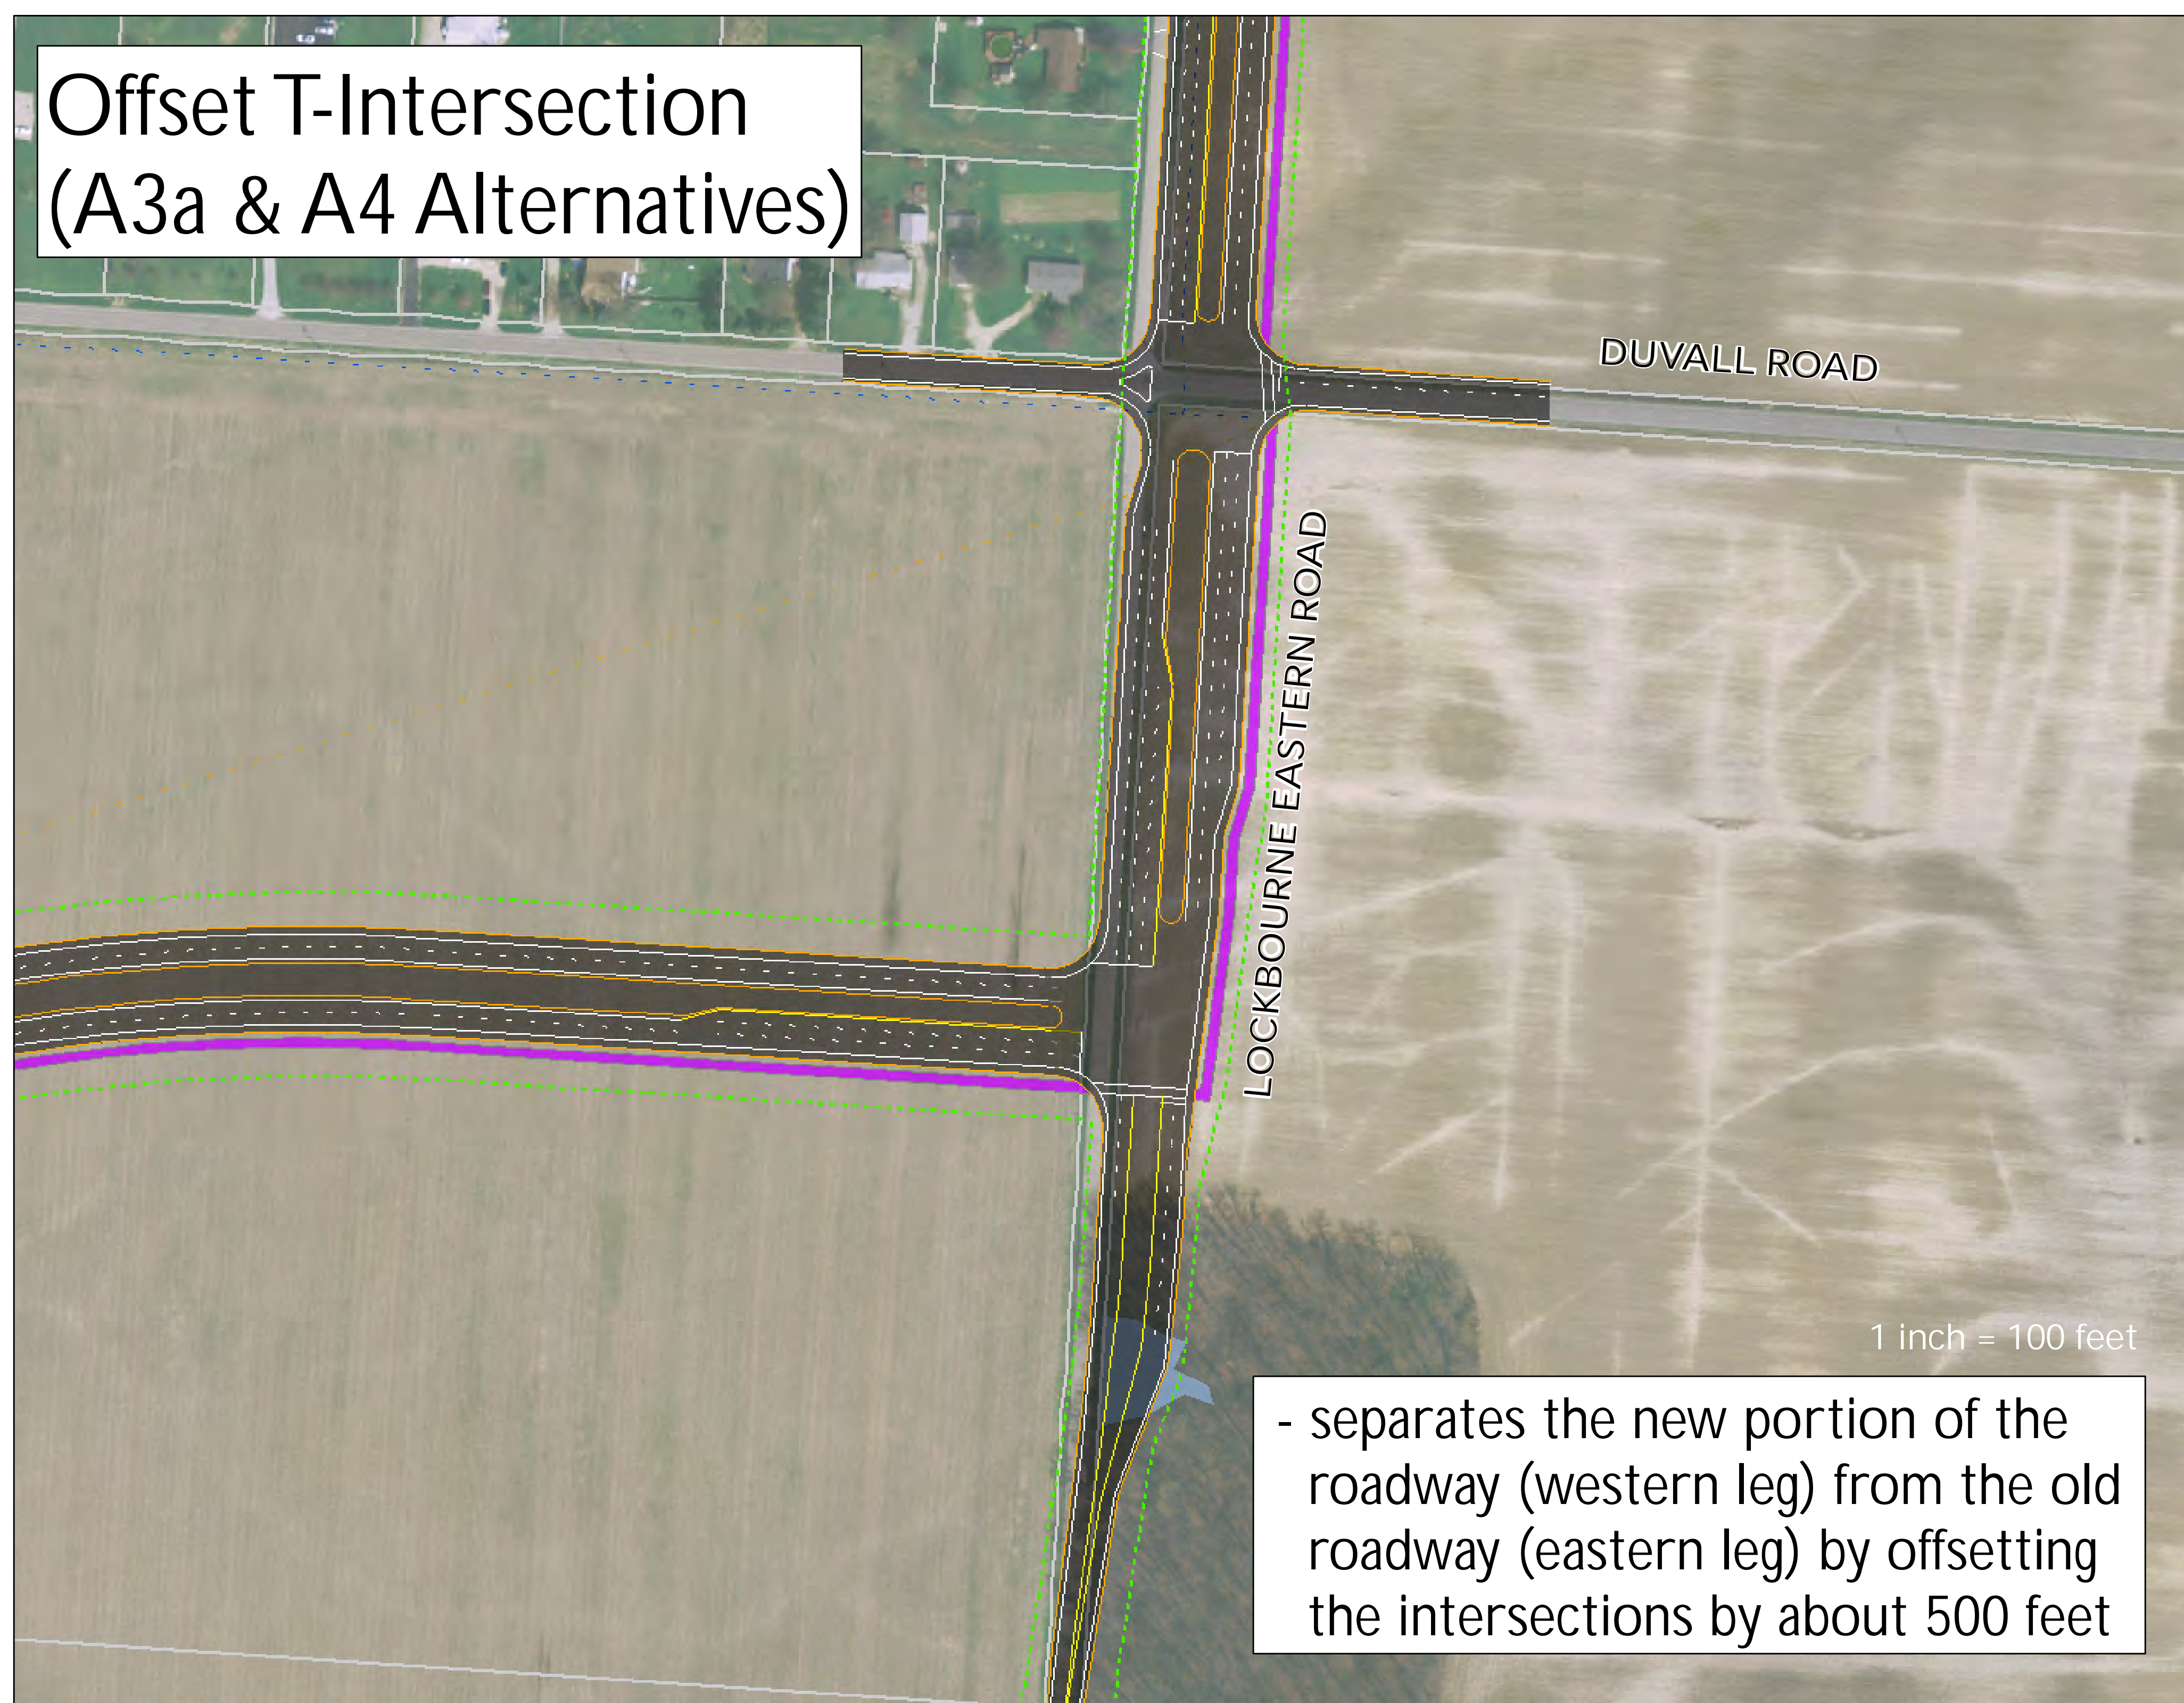 Offset T-Intersection
(A3a & A4 Alternatives)
DUVALL ROAD
LOCKBOURNE EASTERN ROAD
1 inch = 100 feet
- separates the new portion of the
roadway (western leg) from the old
roadway (eastern leg) by offsetting
the intersections by about 500 feet